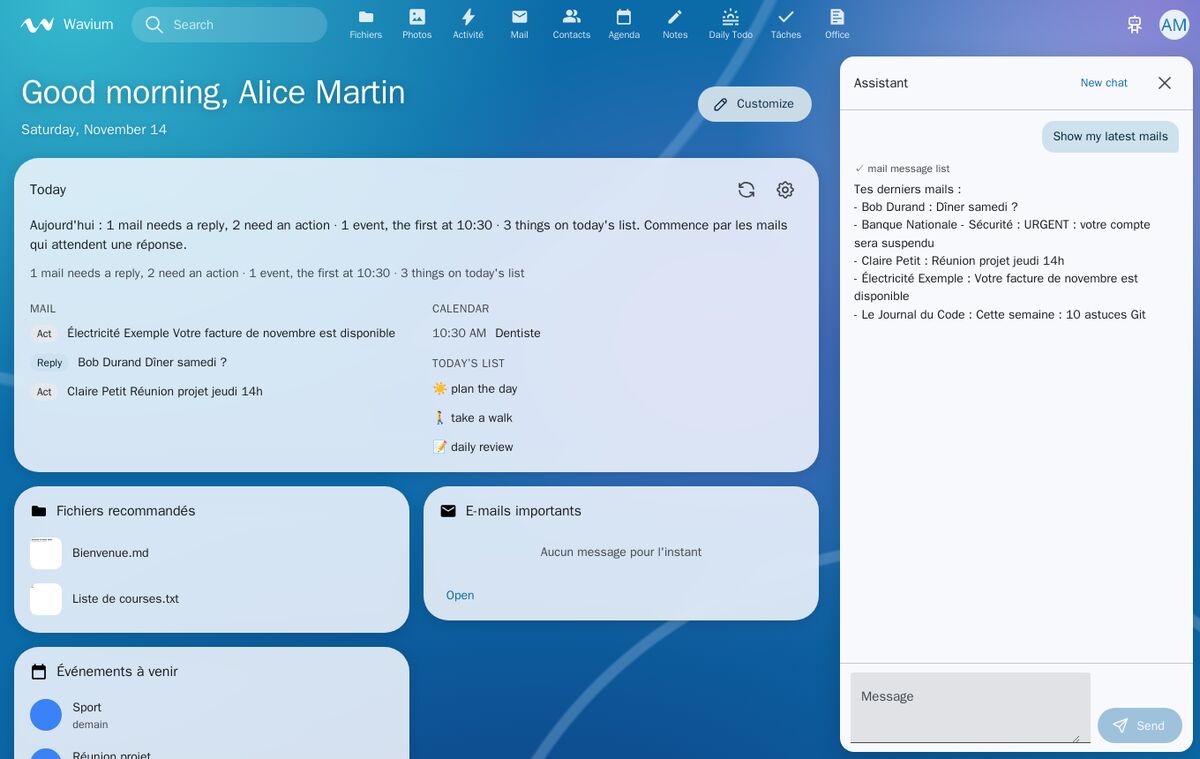 Wavium
Search
Fichiers
Photos
Activité
Mail
Contacts
Agenda
Notes
Daily Todo
Tâches
Office
AM
Good morning, Alice Martin
Saturday, November 14
Customize
Today
Aujourd'hui : 1 mail needs a reply, 2 need an action · 1 event, the first at 10:30 · 3 things on today's list. Commence par les mails
qui attendent une réponse.
1 mail needs a reply, 2 need an action · 1 event, the first at 10:30 · 3 things on today's list
MAIL
Act Électricité Exemple Votre facture de novembre est disponible
Reply Bob Durand Dîner samedi ?
Act Claire Petit Réunion projet jeudi 14h
CALENDAR
10:30 AM Dentiste
TODAY'S LIST
☀️ plan the day
🚶 take a walk
📝 daily review
Fichiers recommandés
Bienvenue.md
Liste de courses.txt
E-mails importants
Aucun message pour l'instant
Open
Événements à venir
Sport
demain
Réunion projet
Assistant
New chat
Show my latest mails
✓ mail message list
Tes derniers mails :
- Bob Durand : Dîner samedi ?
- Banque Nationale - Sécurité : URGENT : votre compte
sera suspendu
- Claire Petit : Réunion projet jeudi 14h
- Électricité Exemple : Votre facture de novembre est
disponible
- Le Journal du Code : Cette semaine : 10 astuces Git
Message
Send